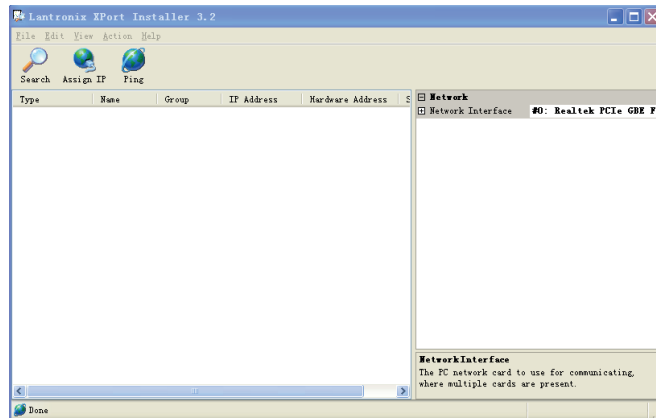 Lantronix XPort Installer 3.2
File Edit View Action Help
Search Assign IP Ping
Type Name Group IP Address Hardware Address
Network
Network Interface #0: Realtek PCIe GBE F
NetworkInterface
The PC network card to use for communicating,
where multiple cards are present.
Done